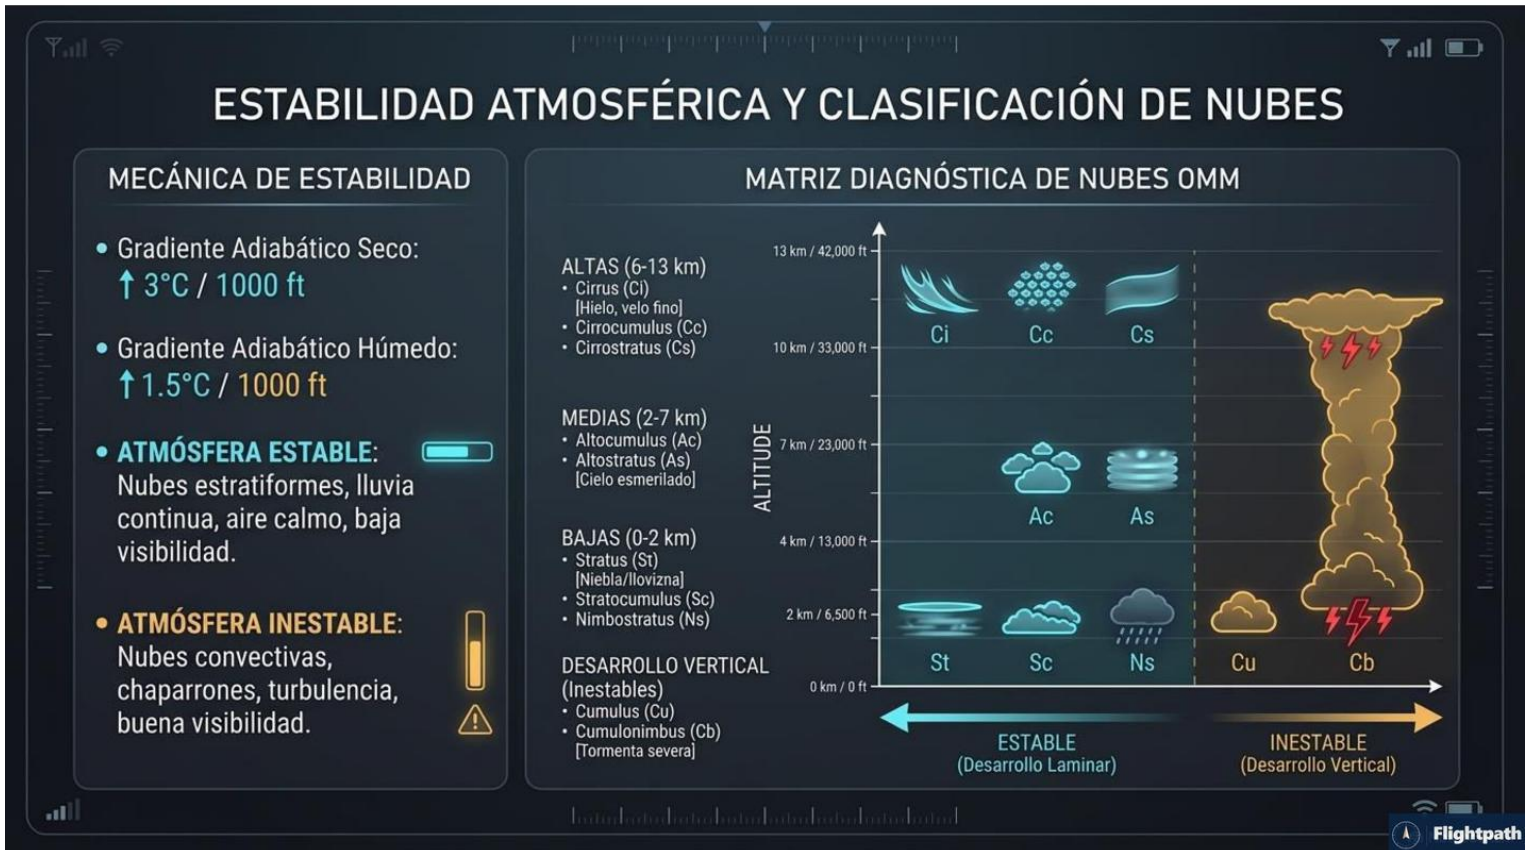 ESTABILIDAD ATMOSFÉRICA Y CLASIFICACIÓN DE NUBES
MECÁNICA DE ESTABILIDAD
• Gradiente Adiabático Seco:
↑ 3°C / 1000 ft
• Gradiente Adiabático Húmedo:
↑ 1.5°C / 1000 ft
• ATMÓSFERA ESTABLE:
Nubes estratiformes, lluvia
continua, aire calmo, baja
visibilidad.
• ATMÓSFERA INESTABLE:
Nubes convectivas,
chaparrones, turbulencia,
buena visibilidad.
MATRIZ DIAGNÓSTICA DE NUBES OMM
ALTAS (6-13 km)
• Cirrus (Ci)
[Hielo, velo fino]
• Cirrocumulus (Cc)
• Cirrostratus (Cs)
MEDIAS (2-7 km)
• Altocumulus (Ac)
• Altostratus (As)
[Cielo esmerilado]
BAJAS (0-2 km)
• Stratus (St)
[Niebla/llovizna]
• Stratocumulus (Sc)
• Nimbostratus (Ns)
DESARROLLO VERTICAL
(Inestables)
• Cumulus (Cu)
• Cumulonimbus (Cb)
[Tormenta severa]
ALTITUDE
13 km / 42,000 ft
10 km / 33,000 ft
7 km / 23,000 ft
4 km / 13,000 ft
2 km / 6,500 ft
0 km / 0 ft
Ci Cc Cs
Ac As
St Sc Ns Cu Cb
ESTABLE
(Desarrollo Laminar)
INESTABLE
(Desarrollo Vertical)
Flightpath